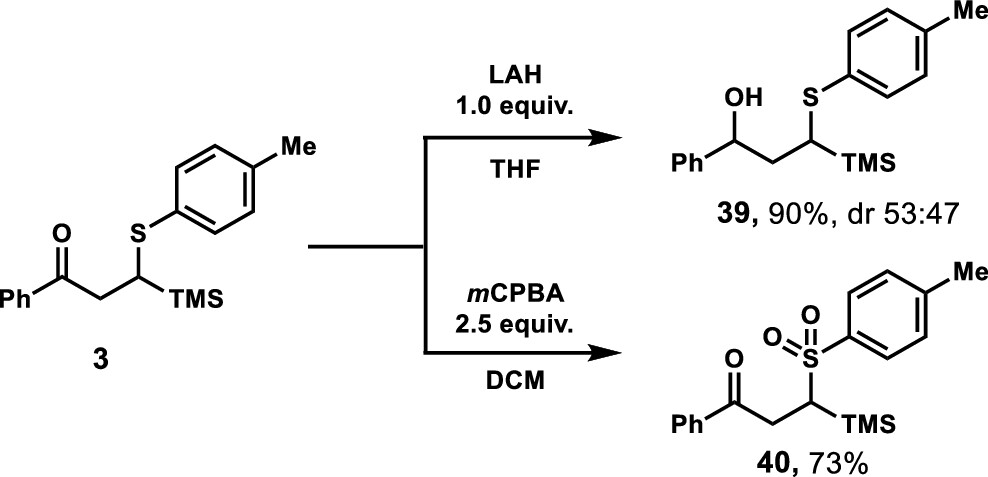 Me
S
O
Ph
TMS
3
LAH
1.0 equiv.
THF
Me
OH
S
Ph
TMS
39, 90%, dr 53:47
mCPBA
2.5 equiv.
DCM
Me
O
O
S
O
Ph
TMS
40, 73%